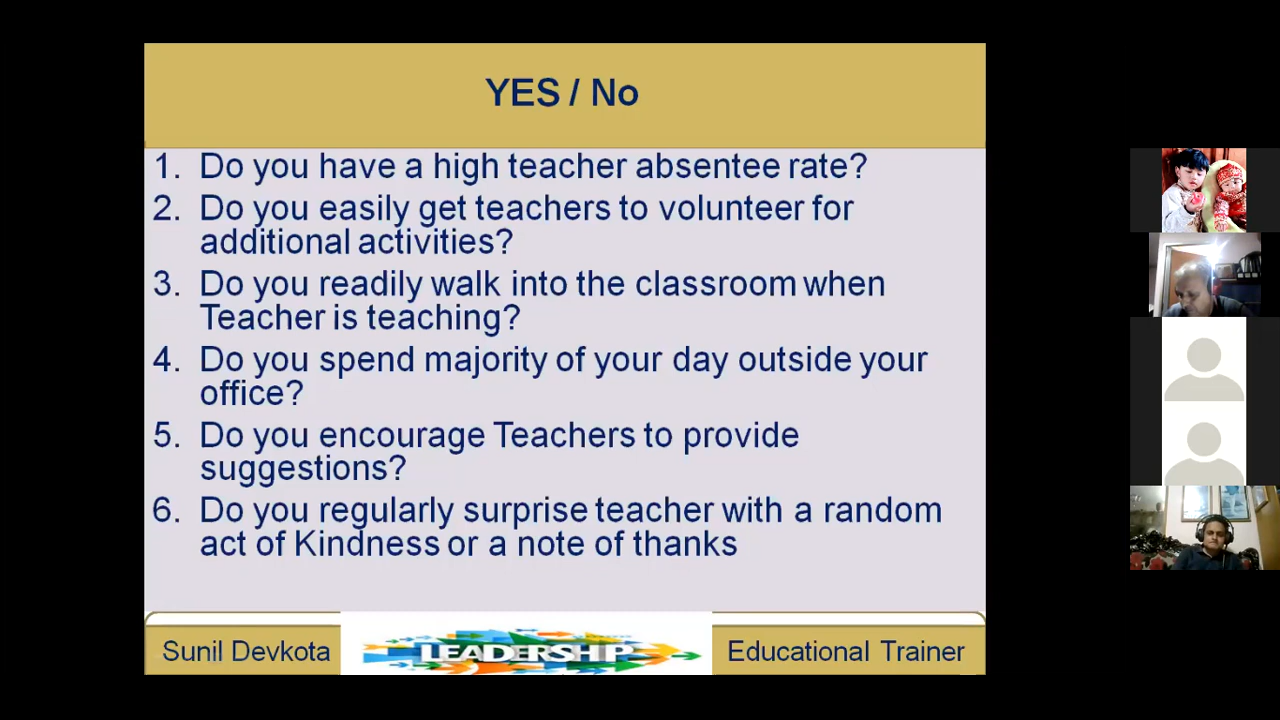 YES / No
1. Do you have a high teacher absentee rate?
2. Do you easily get teachers to volunteer for
additional activities?
3. Do you readily walk into the classroom when
Teacher is teaching?
4. Do you spend majority of your day outside your
office?
5. Do you encourage Teachers to provide
suggestions?
6. Do you regularly surprise teacher with a random
act of Kindness or a note of thanks
Sunil Devkota
LEADERSHIP
Educational Trainer